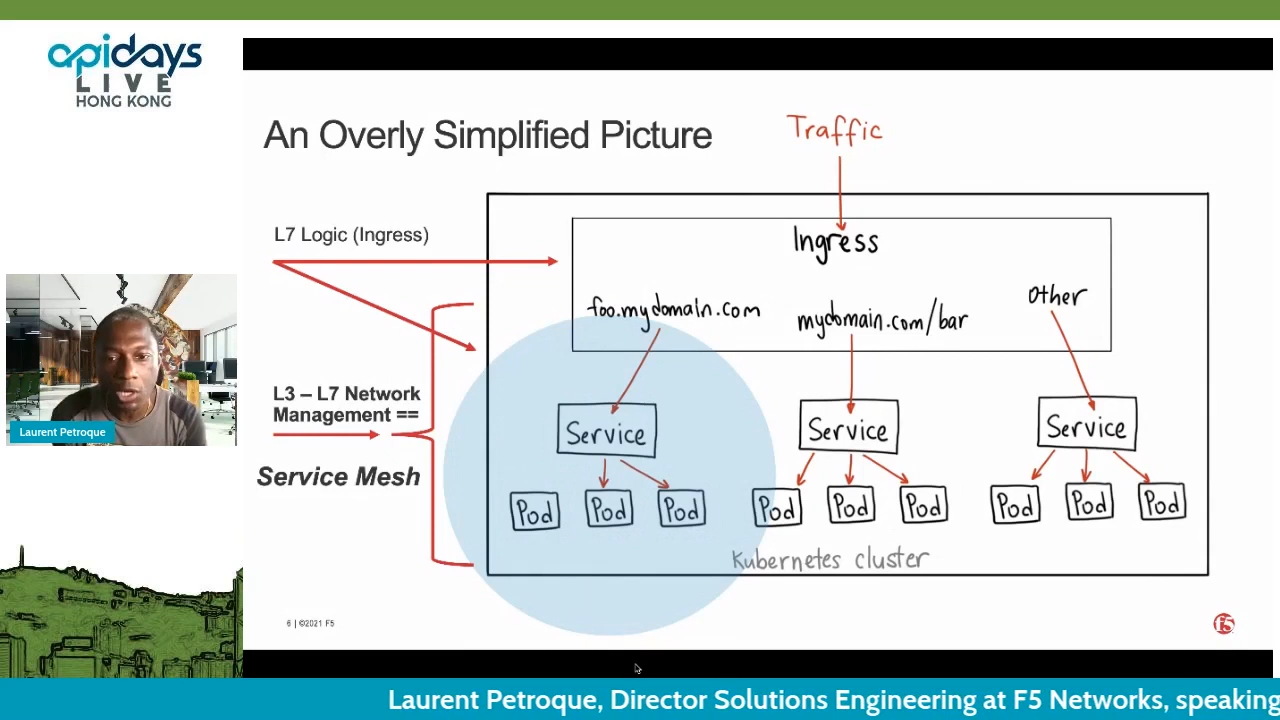 apidays
LIVE
HONG KONG
An Overly Simplified Picture
Traffic
L7 Logic (Ingress)
Ingress
foo.mydomain.com
mydomain.com/bar
Other
L3 – L7 Network
Management ==
Service Mesh
Service
Service
Service
Pod
Pod
Pod
Pod
Pod
Pod
Pod
Pod
Pod
Kubernetes cluster
Laurent Petroque
6 | ©2021 F5
f5
Laurent Petroque, Director Solutions Engineering at F5 Networks, speaking